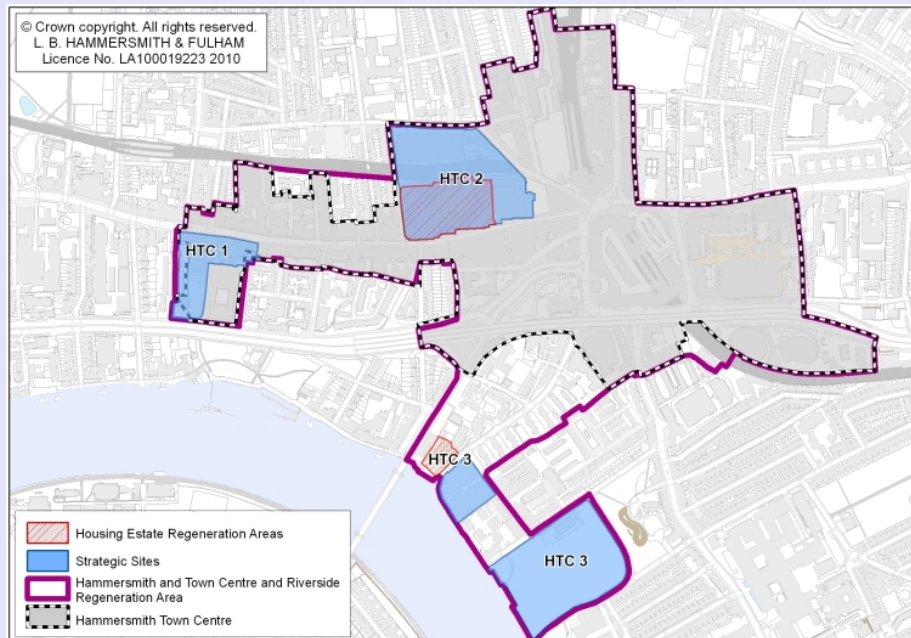 © Crown copyright. All rights reserved.
L. B. HAMMERSMITH & FULHAM
Licence No. LA100019223 2010
HTC 2
HTC 1
HTC 3
HTC 3
Housing Estate Regeneration Areas
Strategic Sites
Hammersmith and Town Centre and Riverside
Regeneration Area
Hammersmith Town Centre